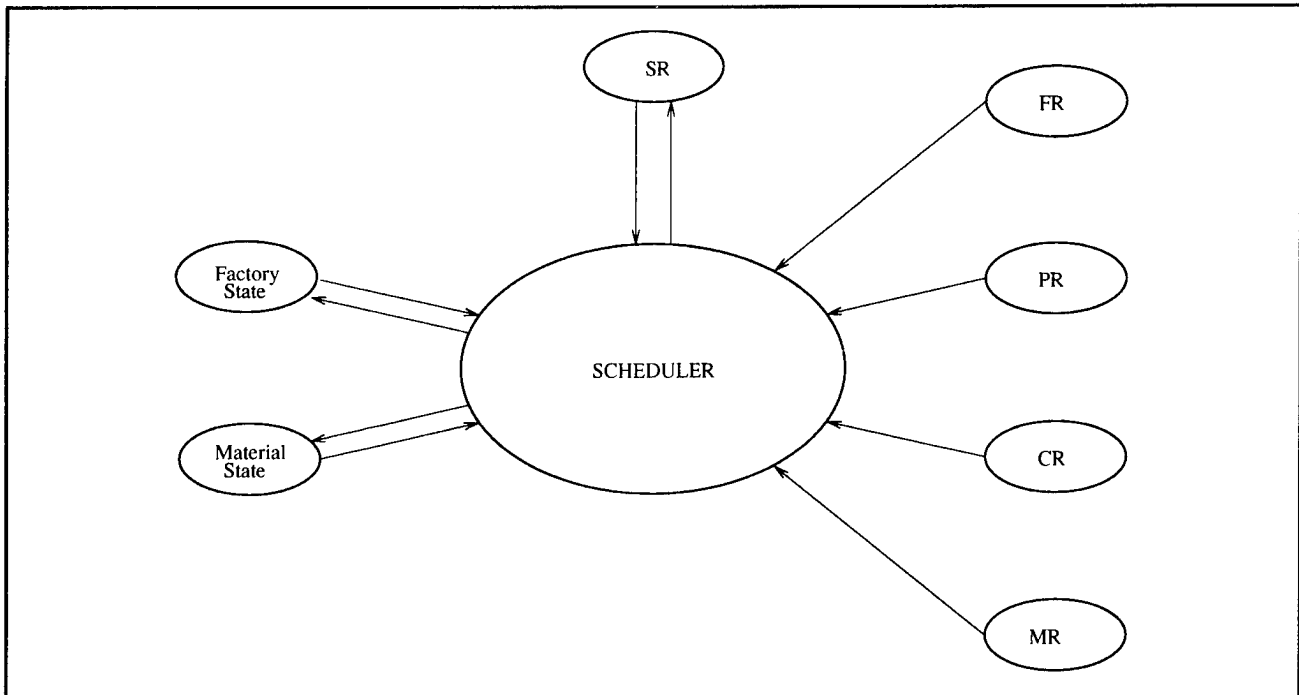 SR
FR
Factory
State
PR
SCHEDULER
Material
State
CR
MR